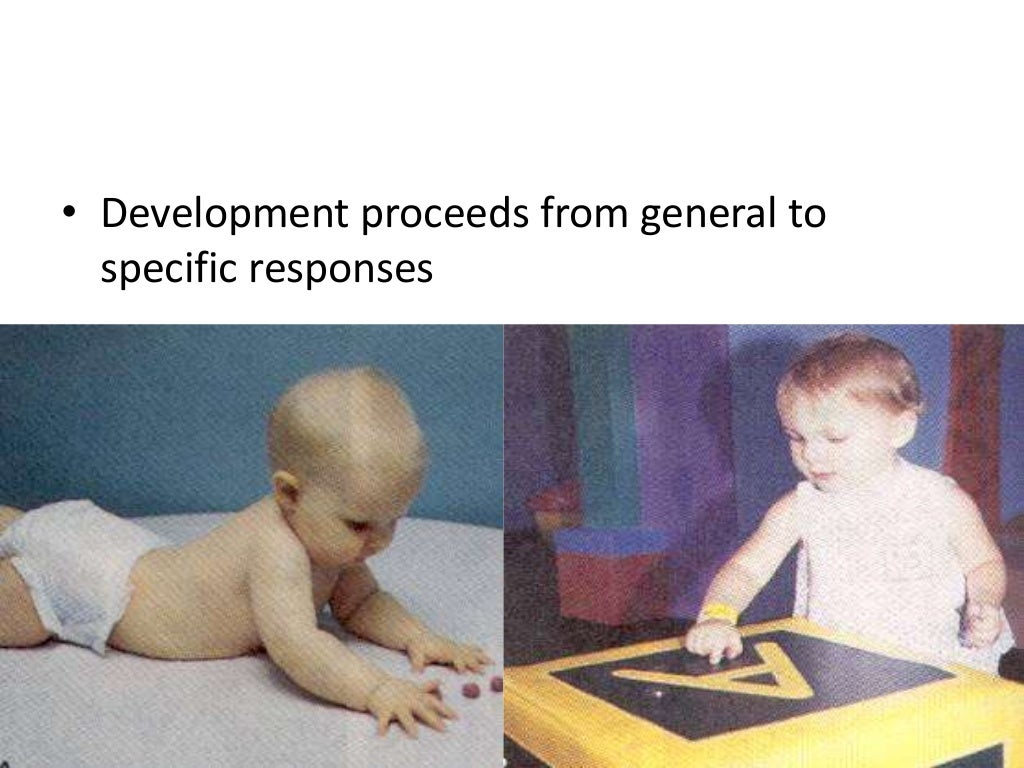 • Development proceeds from general to
specific responses
A